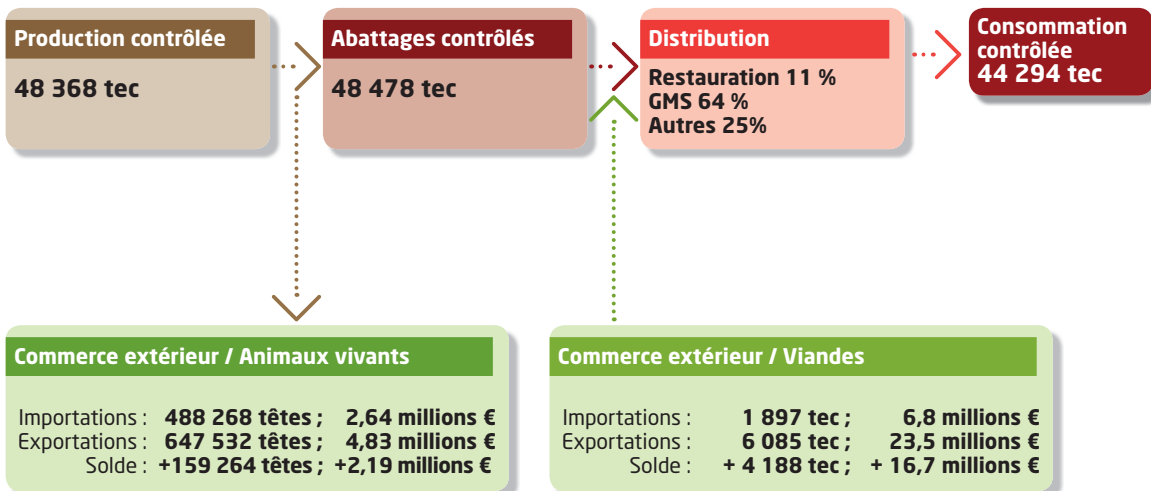 Production contrôlée
48 368 tec
Abattages contrôlés
48 478 tec
Distribution
Restauration 11 %
GMS 64 %
Autres 25%
Consommation
contrôlée
44 294 tec
Commerce extérieur / Animaux vivants
Importations : 488 268 têtes ; 2,64 millions €
Exportations : 647 532 têtes ; 4,83 millions €
Solde : +159 264 têtes ; +2,19 millions €
Commerce extérieur / Viandes
Importations : 1 897 tec ; 6,8 millions €
Exportations : 6 085 tec ; 23,5 millions €
Solde : + 4 188 tec ; + 16,7 millions €